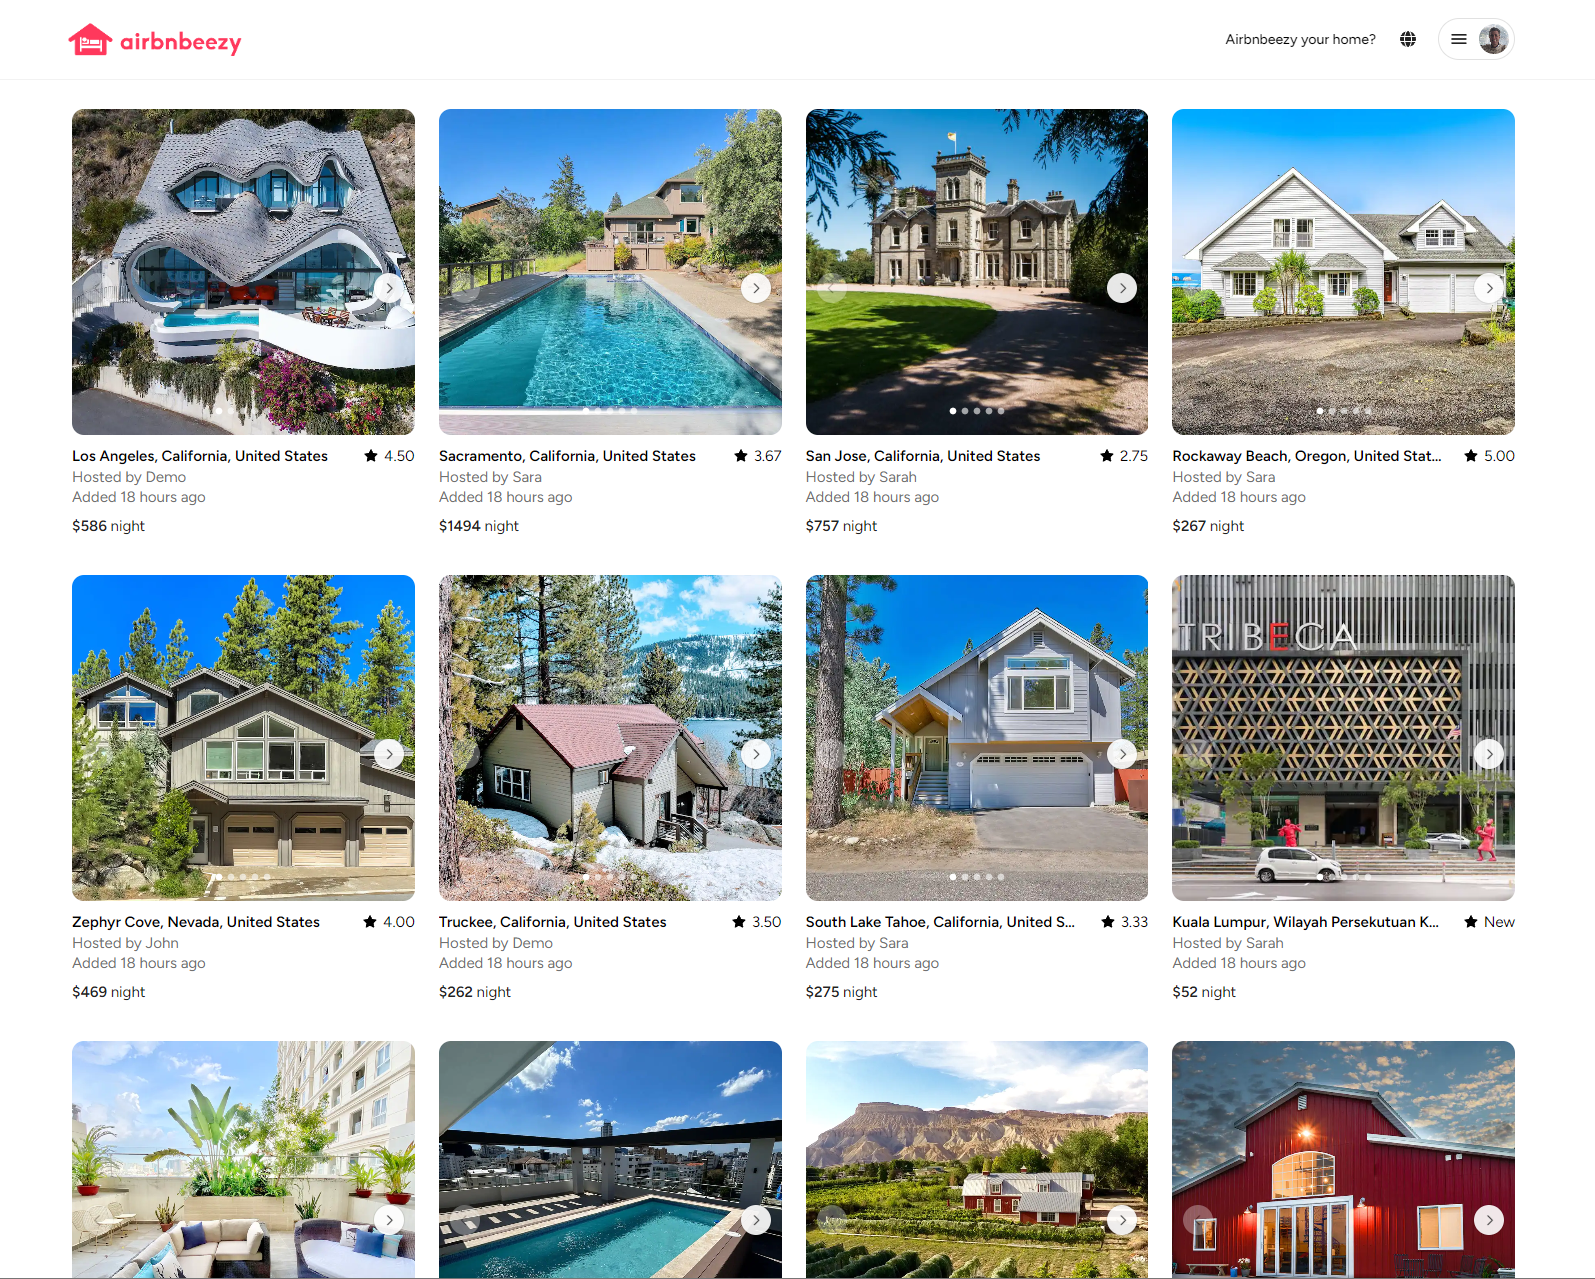 airbnbeezy
Airbnbeezy your home?
Los Angeles, California, United States ★ 4.50
Hosted by Demo
Added 18 hours ago
$586 night
Sacramento, California, United States ★ 3.67
Hosted by Sara
Added 18 hours ago
$1494 night
San Jose, California, United States ★ 2.75
Hosted by Sarah
Added 18 hours ago
$757 night
Rockaway Beach, Oregon, United Stat... ★ 5.00
Hosted by Sara
Added 18 hours ago
$267 night
TRIBECA
Zephyr Cove, Nevada, United States ★ 4.00
Hosted by John
Added 18 hours ago
$469 night
Truckee, California, United States ★ 3.50
Hosted by Demo
Added 18 hours ago
$262 night
South Lake Tahoe, California, United S... ★ 3.33
Hosted by Sara
Added 18 hours ago
$275 night
Kuala Lumpur, Wilayah Persekutuan K... ★ New
Hosted by Sarah
Added 18 hours ago
$52 night